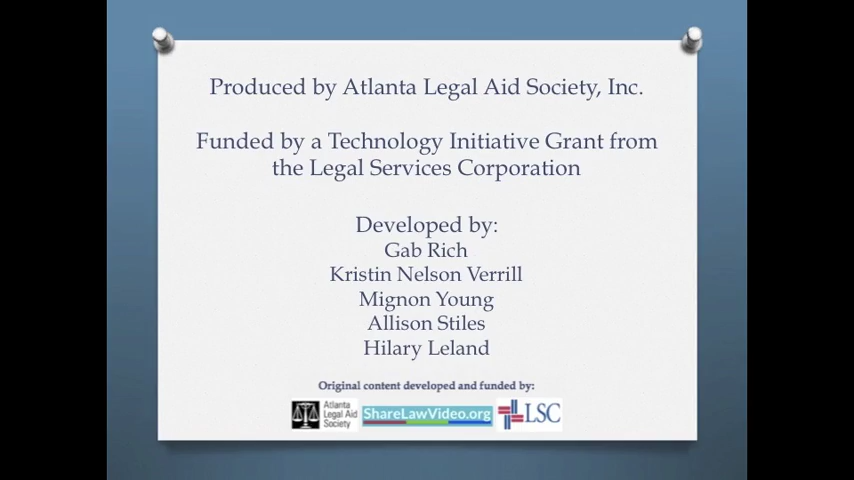 Produced by Atlanta Legal Aid Society, Inc.
Funded by a Technology Initiative Grant from
the Legal Services Corporation
Developed by:
Gab Rich
Kristin Nelson Verrill
Mignon Young
Allison Stiles
Hilary Leland
Original content developed and funded by:
Atlanta
Legal Aid
Society
ShareLawVideo.org
LSC